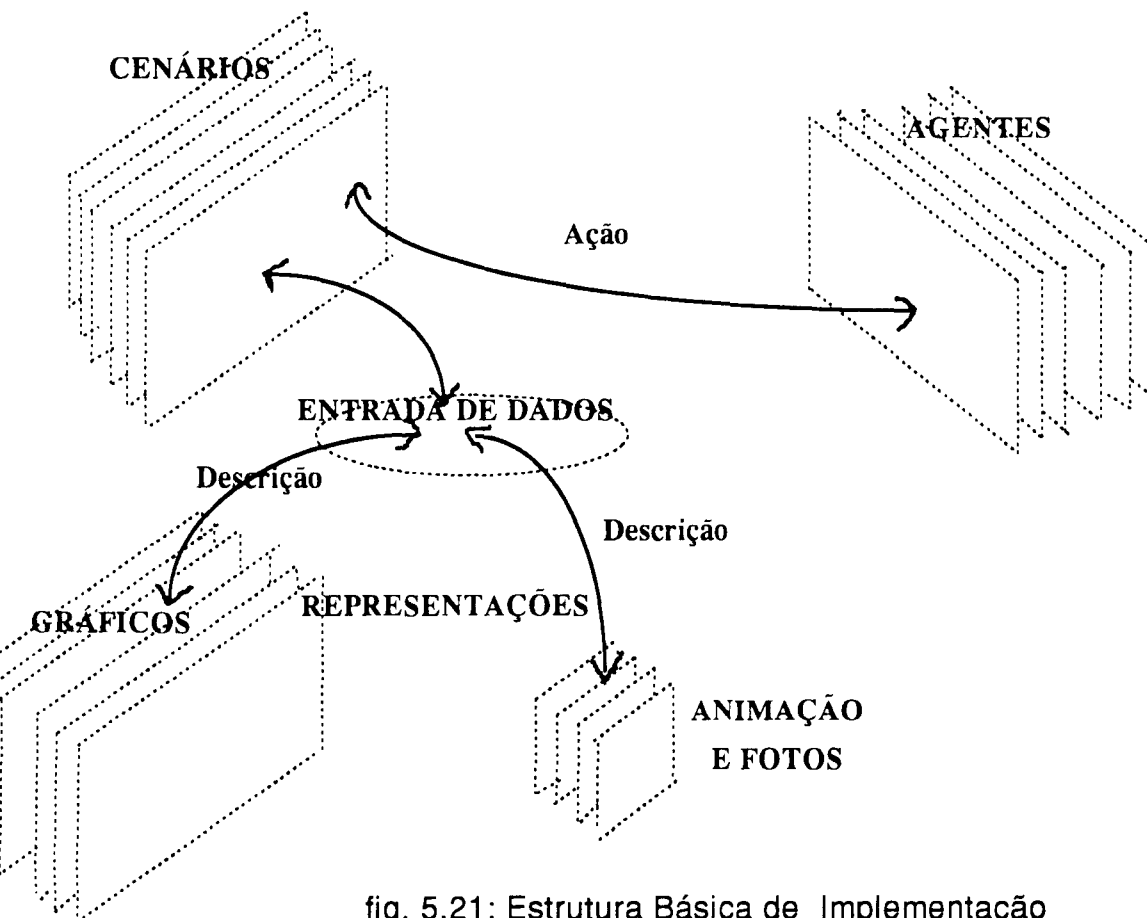 CENÁRIOS
AGENTES
Ação
ENTRADA DE DADOS
Descrição
Descrição
REPRESENTAÇÕES
GRÁFICOS
ANIMAÇÃO
E FOTOS
fig. 5.21: Estrutura Básica de Implementação